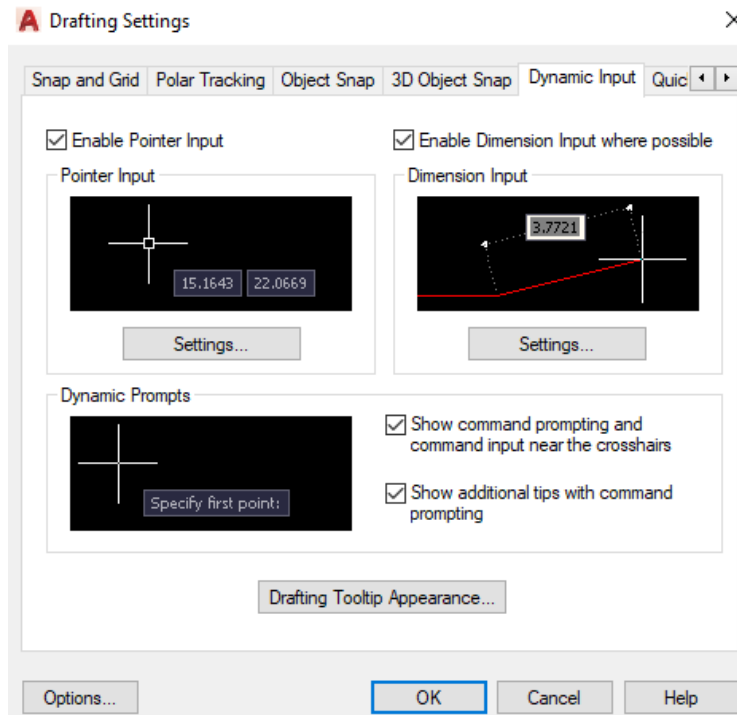 Drafting Settings
Snap and Grid Polar Tracking Object Snap 3D Object Snap Dynamic Input Quic
Enable Pointer Input
Enable Dimension Input where possible
Pointer Input
Dimension Input
3.7721
15.1643 22.0669
Settings...
Settings...
Dynamic Prompts
Show command prompting and
command input near the crosshairs
Specify first point:
Show additional tips with command
prompting
Drafting Tooltip Appearance...
Options... OK Cancel Help